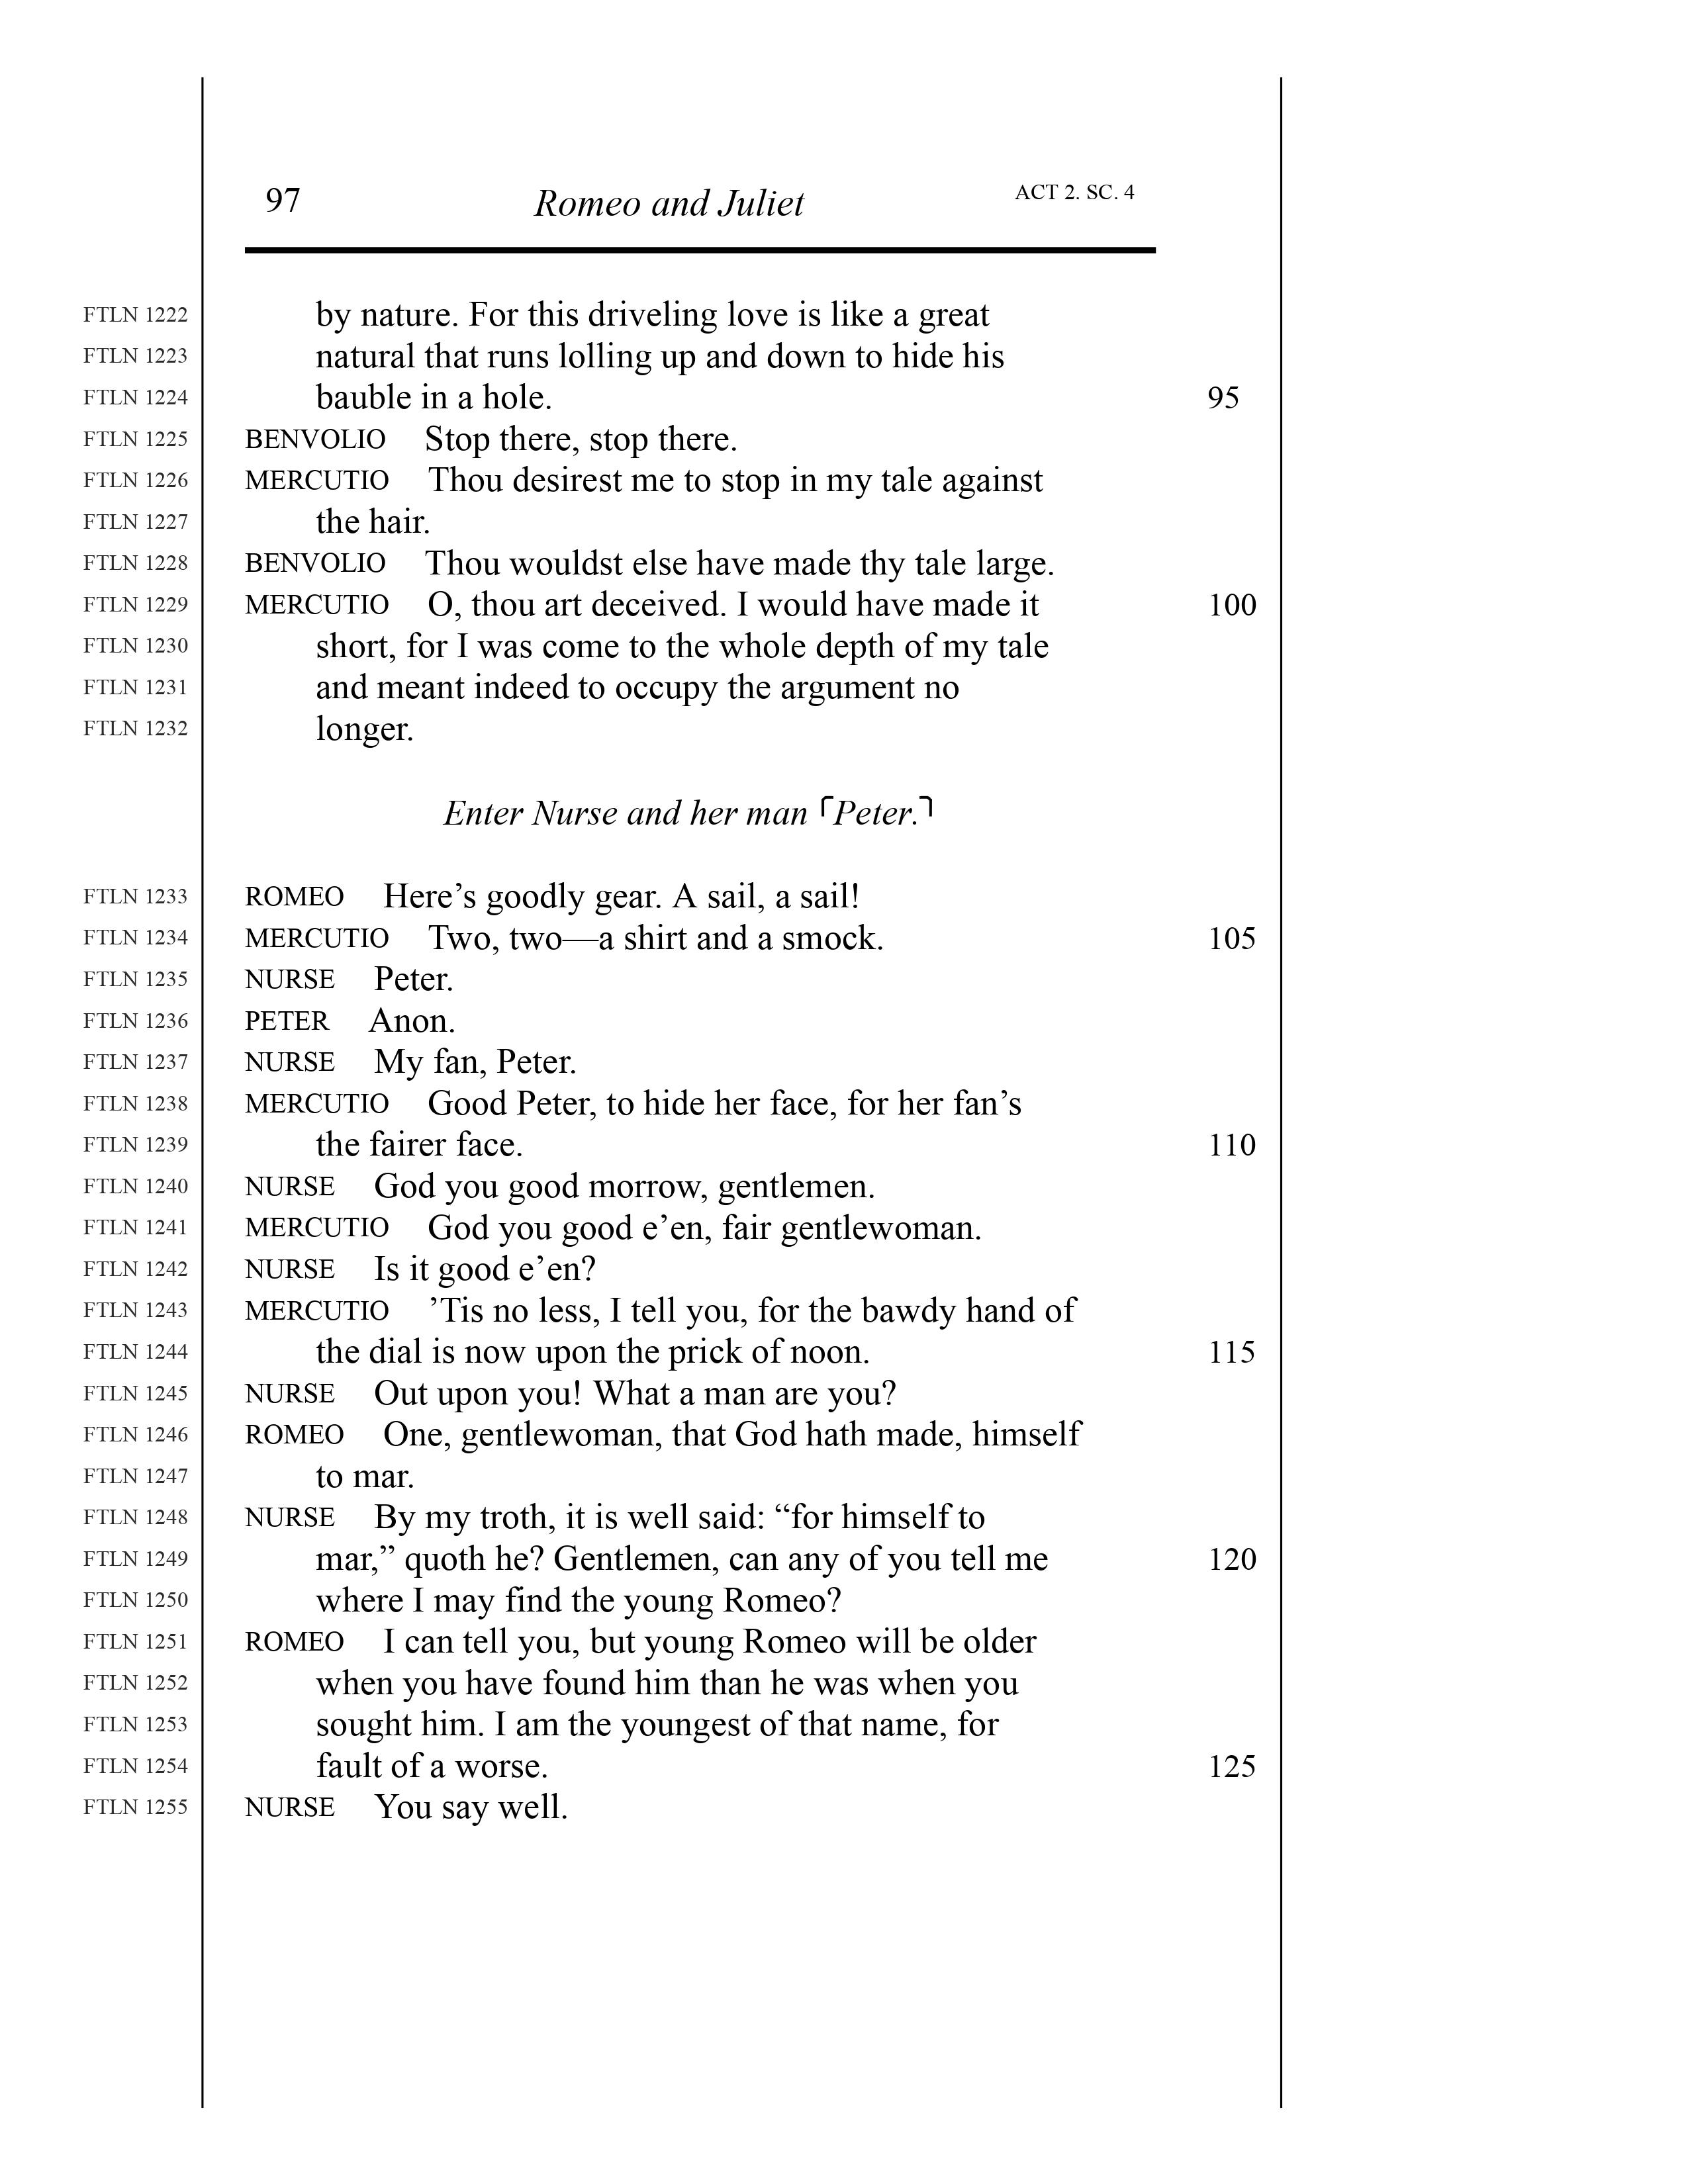 97 Romeo and Juliet ACT 2. SC. 4
FTLN 1222 by nature. For this driveling love is like a great
FTLN 1223 natural that runs lolling up and down to hide his
FTLN 1224 bauble in a hole. 95
FTLN 1225 BENVOLIO Stop there, stop there.
FTLN 1226 MERCUTIO Thou desirest me to stop in my tale against
FTLN 1227 the hair.
FTLN 1228 BENVOLIO Thou wouldst else have made thy tale large.
FTLN 1229 MERCUTIO O, thou art deceived. I would have made it 100
FTLN 1230 short, for I was come to the whole depth of my tale
FTLN 1231 and meant indeed to occupy the argument no
FTLN 1232 longer.
Enter Nurse and her man ⌜Peter.⌝
FTLN 1233 ROMEO Here’s goodly gear. A sail, a sail!
FTLN 1234 MERCUTIO Two, two—a shirt and a smock. 105
FTLN 1235 NURSE Peter.
FTLN 1236 PETER Anon.
FTLN 1237 NURSE My fan, Peter.
FTLN 1238 MERCUTIO Good Peter, to hide her face, for her fan’s
FTLN 1239 the fairer face. 110
FTLN 1240 NURSE God you good morrow, gentlemen.
FTLN 1241 MERCUTIO God you good e’en, fair gentlewoman.
FTLN 1242 NURSE Is it good e’en?
FTLN 1243 MERCUTIO ’Tis no less, I tell you, for the bawdy hand of
FTLN 1244 the dial is now upon the prick of noon. 115
FTLN 1245 NURSE Out upon you! What a man are you?
FTLN 1246 ROMEO One, gentlewoman, that God hath made, himself
FTLN 1247 to mar.
FTLN 1248 NURSE By my troth, it is well said: “for himself to
FTLN 1249 mar,” quoth he? Gentlemen, can any of you tell me 120
FTLN 1250 where I may find the young Romeo?
FTLN 1251 ROMEO I can tell you, but young Romeo will be older
FTLN 1252 when you have found him than he was when you
FTLN 1253 sought him. I am the youngest of that name, for
FTLN 1254 fault of a worse. 125
FTLN 1255 NURSE You say well.